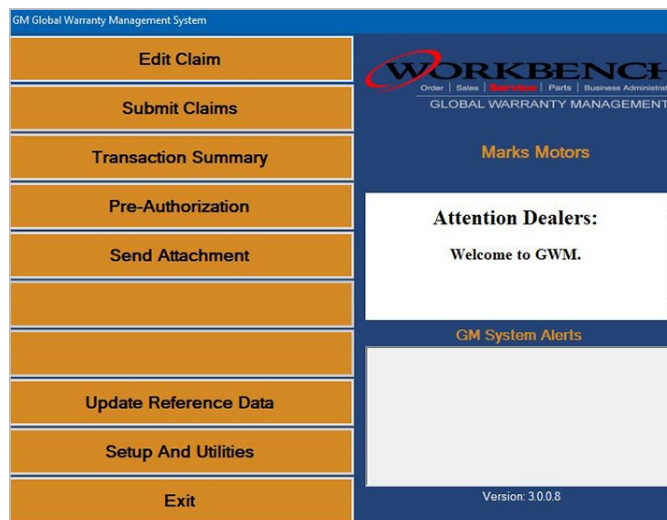 GM Global Warranty Management System
Edit Claim
Submit Claims
Transaction Summary
Pre-Authorization
Send Attachment
Update Reference Data
Setup And Utilities
Exit
WORKBENCH
Order | Sales | Service | Parts | Business Administrat
GLOBAL WARRANTY MANAGEMENT
Marks Motors
Attention Dealers:
Welcome to GWM.
GM System Alerts
Version: 3.0.0.8